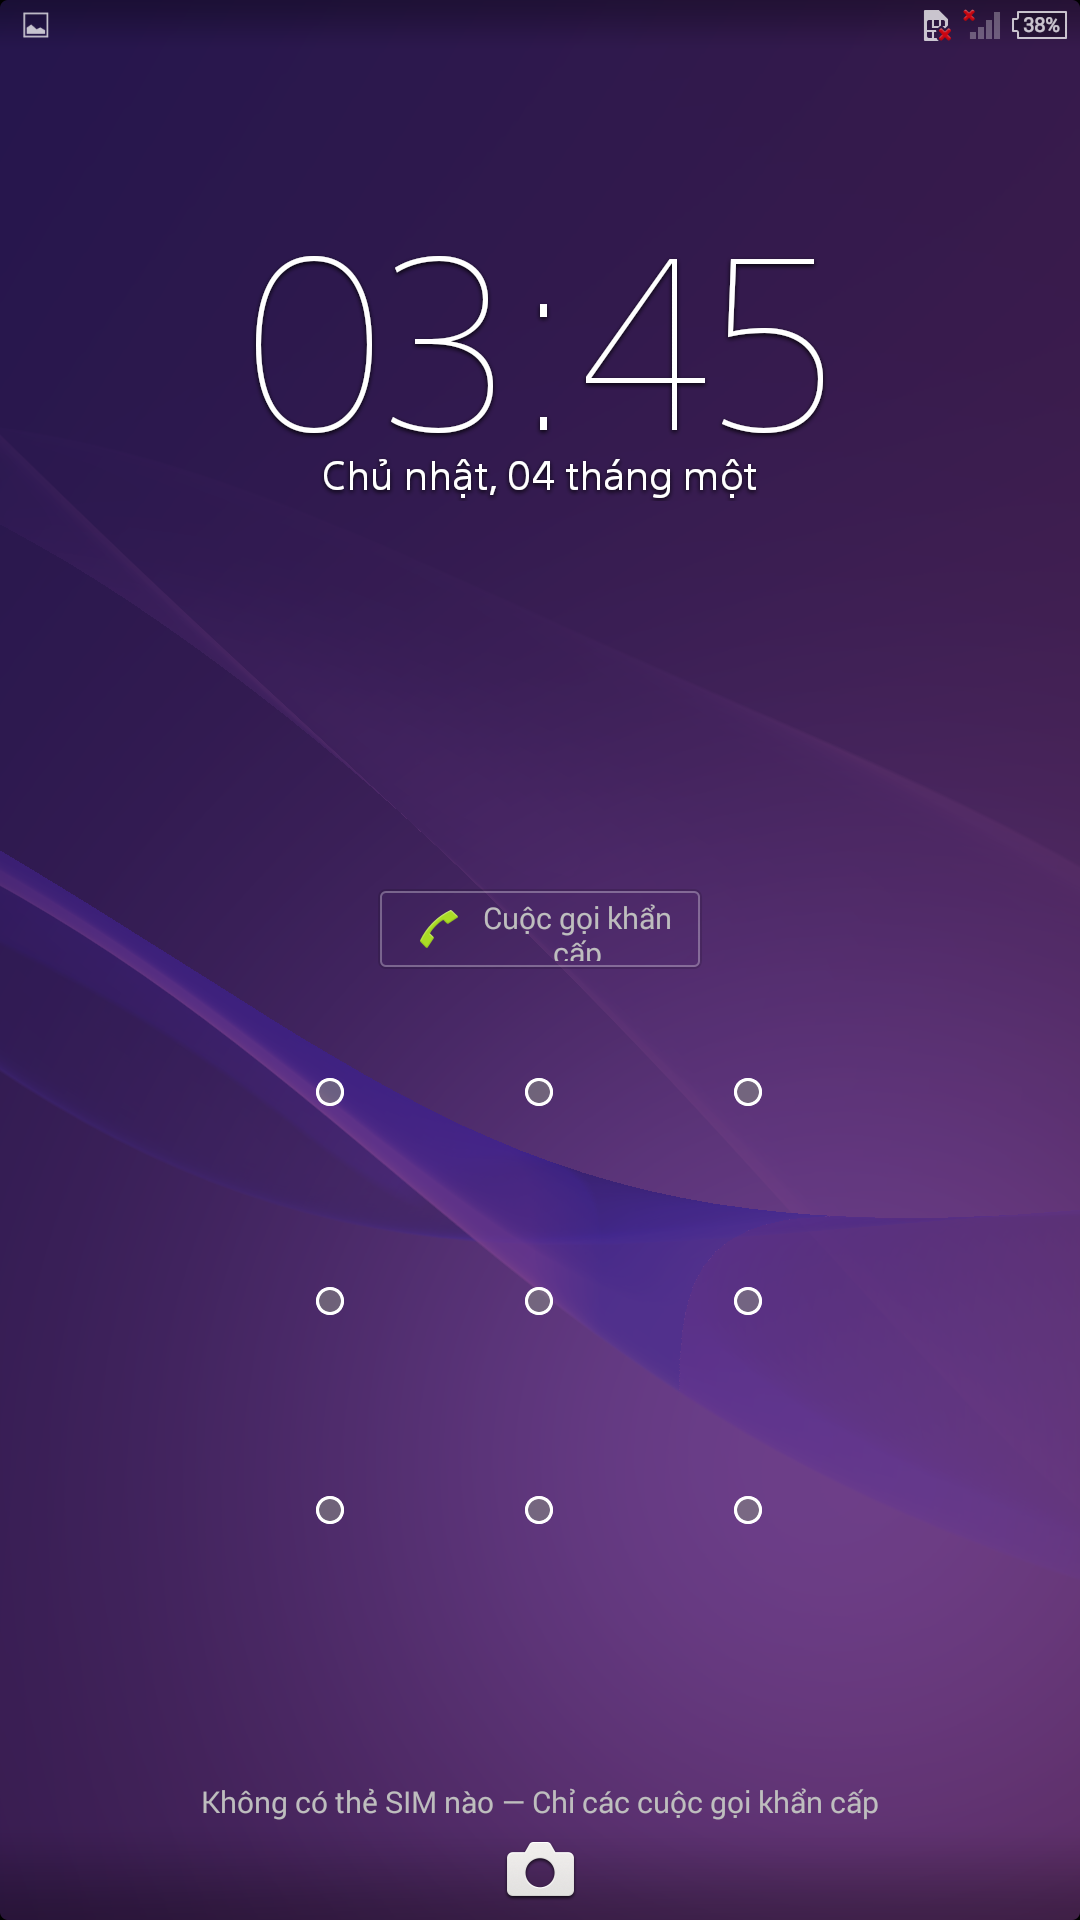 38%
03:45
Chủ nhật, 04 tháng một
Cuộc gọi khẩn
cấp
Không có thẻ SIM nào — Chỉ các cuộc gọi khẩn cấp